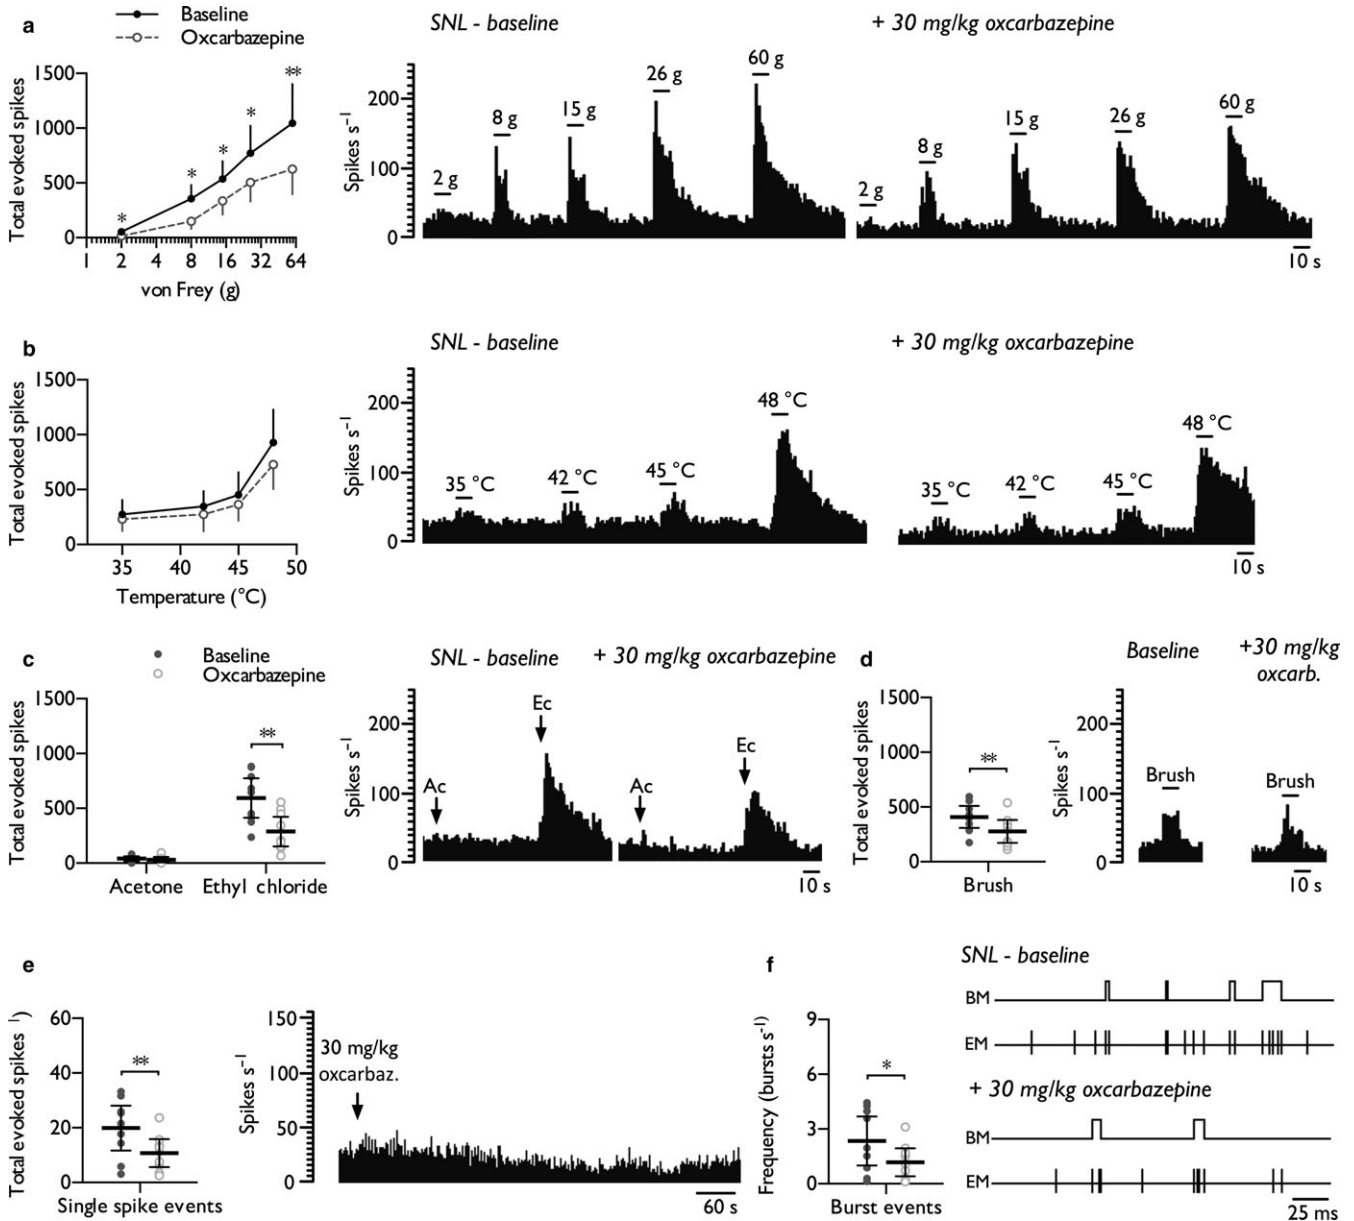 a
Baseline
Oxcarbazepine
SNL - baseline
+ 30 mg/kg oxcarbazepine
Total evoked spikes
1500
1000
500
0
1 2 4 8 16 32 64
von Frey (g)
* * * * **
Spikes s⁻¹
200
100
0
2 g 8 g 15 g 26 g 60 g
2 g 8 g 15 g 26 g 60 g
10 s
b
SNL - baseline
+ 30 mg/kg oxcarbazepine
Total evoked spikes
1500
1000
500
0
35 40 45 50
Temperature (°C)
Spikes s⁻¹
200
100
0
35 °C 42 °C 45 °C 48 °C
35 °C 42 °C 45 °C 48 °C
10 s
c
Baseline
Oxcarbazepine
SNL - baseline
+ 30 mg/kg oxcarbazepine
Total evoked spikes
1500
1000
500
0
**
Acetone Ethyl chloride
Spikes s⁻¹
200
100
0
Ac Ec
Ac Ec
10 s
d
Baseline
+30 mg/kg
oxcarb.
Total evoked spikes
1500
1000
500
0
**
Brush
Spikes s⁻¹
200
100
0
Brush
Brush
10 s
e
Total evoked spikes ¹)
60
40
20
0
**
Single spike events
Spikes s⁻¹
150
100
50
0
30 mg/kg
oxcarbaz.
60 s
f
Frequency (bursts s⁻¹)
9
6
3
0
*
Burst events
SNL - baseline
BM
EM
+ 30 mg/kg oxcarbazepine
BM
EM
25 ms